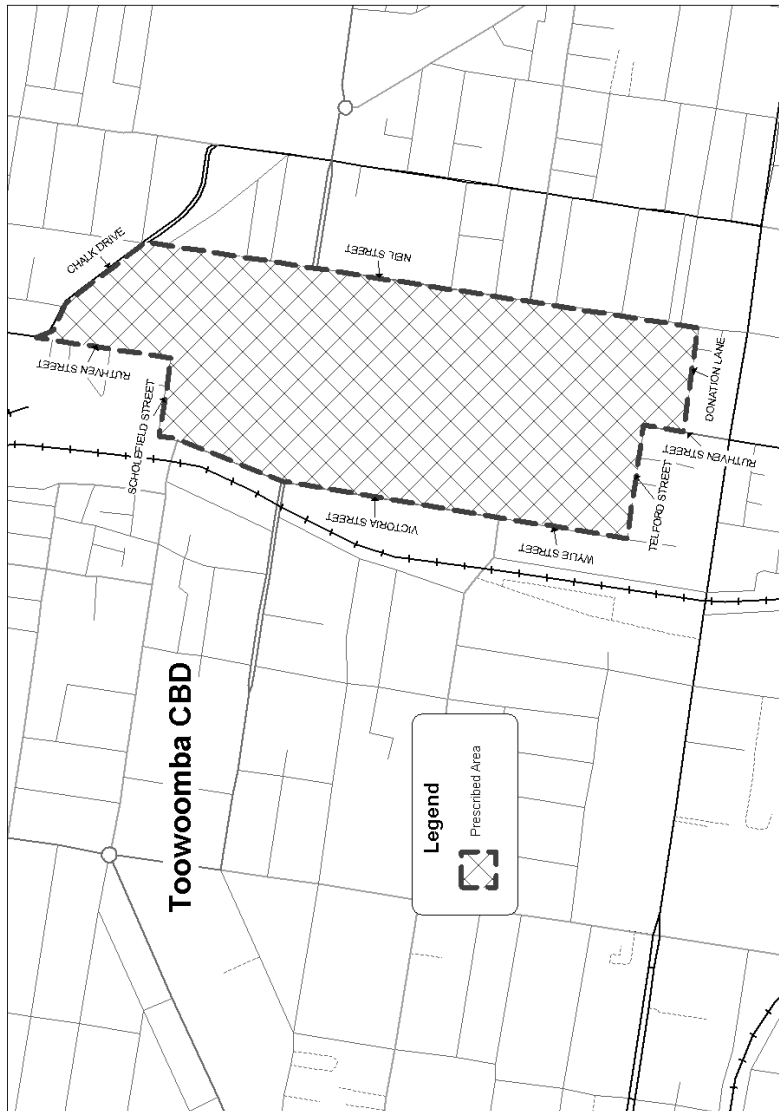 Toowoomba CBD
CHALK DRIVE
RUTHVEN STREET
SCHOLEFIELD STREET
NEIL STREET
VICTORIA STREET
WYLIE STREET
TELFORD STREET
RUTHVEN STREET
DONATION LANE
Legend
Prescribed Area